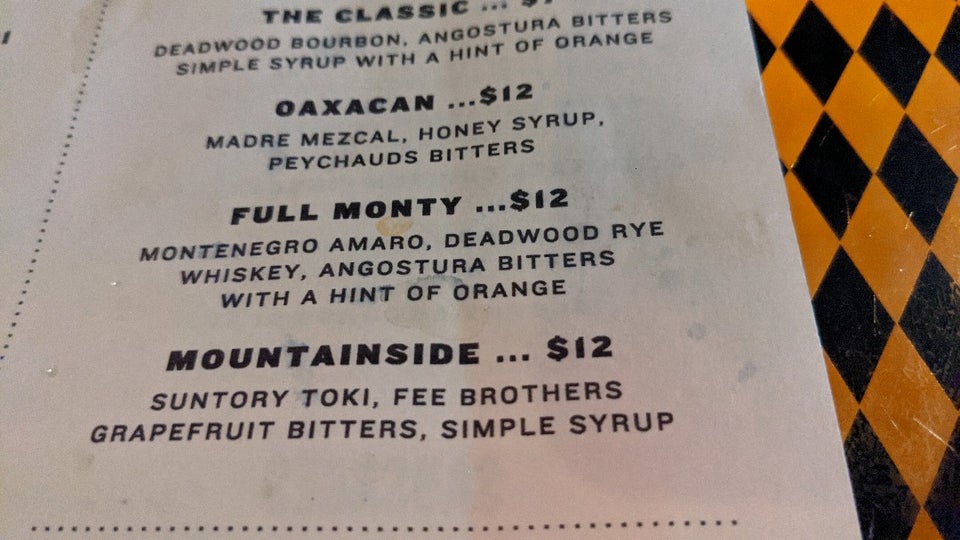 THE CLASSIC ...
DEADWOOD BOURBON, ANGOSTURA BITTERS
SIMPLE SYRUP WITH A HINT OF ORANGE
OAXACAN ...$12
MADRE MEZCAL, HONEY SYRUP,
PEYCHAUDS BITTERS
FULL MONTY ...$12
MONTENEGRO AMARO, DEADWOOD RYE
WHISKEY, ANGOSTURA BITTERS
WITH A HINT OF ORANGE
MOUNTAINSIDE ... $12
SUNTORY TOKI, FEE BROTHERS
GRAPEFRUIT BITTERS, SIMPLE SYRUP